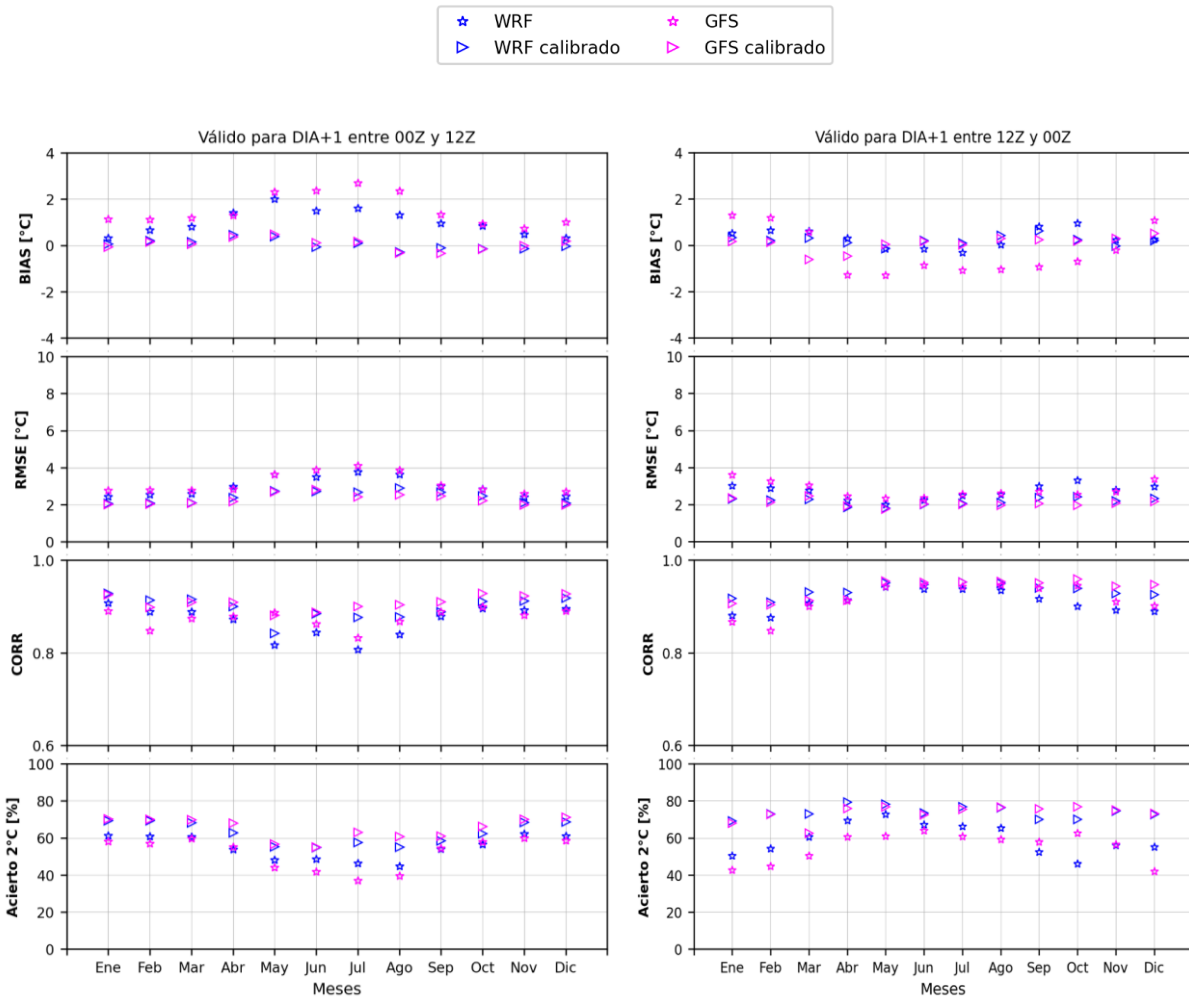 WRF
WRF calibrado
GFS
GFS calibrado
Válido para DIA+1 entre 00Z y 12Z
4
2
0
-2
-4
BIAS [°C]
10
8
6
4
2
0
RMSE [°C]
1.0
0.8
0.6
CORR
100
80
60
40
20
0
Acierto 2°C [%]
Ene Feb Mar Abr May Jun Jul Ago Sep Oct Nov Dic
Meses
Válido para DIA+1 entre 12Z y 00Z
4
2
0
-2
-4
BIAS [°C]
10
8
6
4
2
0
RMSE [°C]
1.0
0.8
0.6
CORR
100
80
60
40
20
0
Acierto 2°C [%]
Ene Feb Mar Abr May Jun Jul Ago Sep Oct Nov Dic
Meses